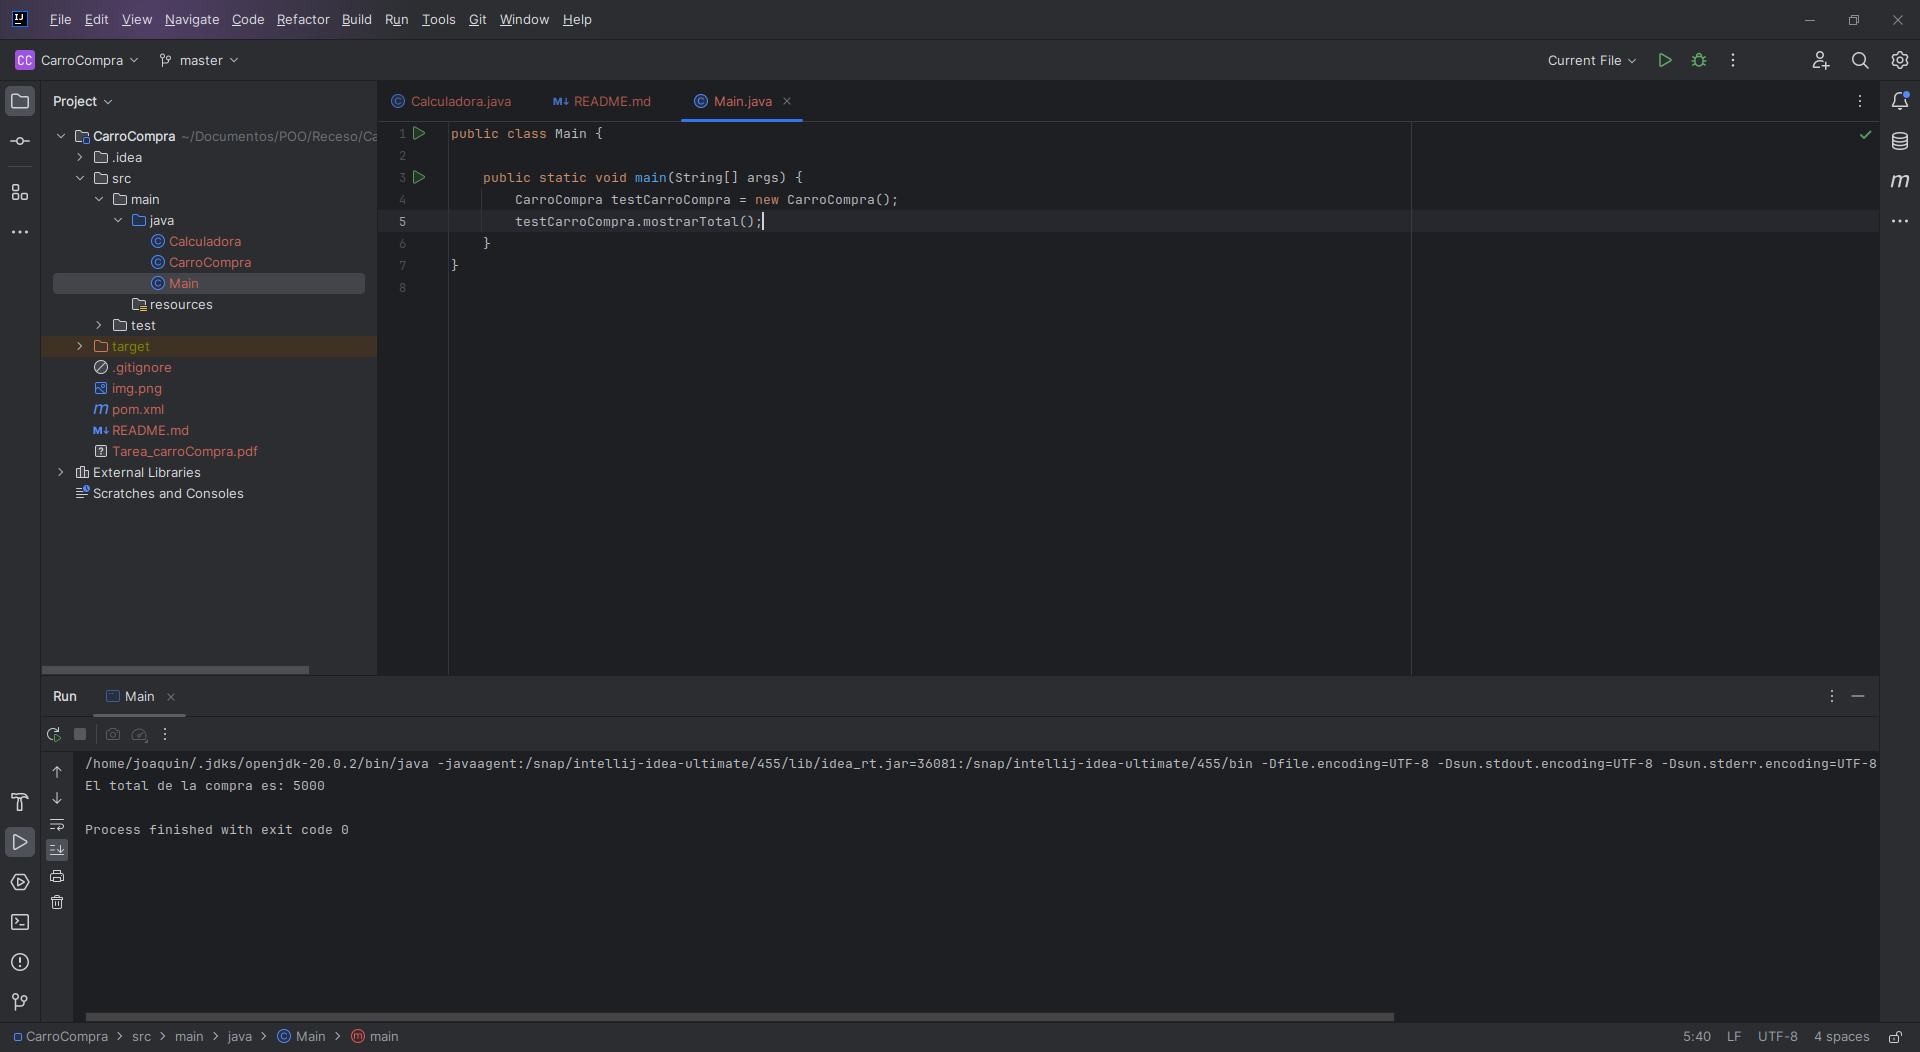 File Edit View Navigate Code Refactor Build Run Tools Git Window Help
CC CarroCompra master Current File
Project
CarroCompra ~/Documentos/POO/Receso/Ca
.idea
src
main
java
Calculadora
CarroCompra
Main
resources
test
target
.gitignore
img.png
pom.xml
README.md
Tarea_carroCompra.pdf
External Libraries
Scratches and Consoles
Calculadora.java README.md Main.java
1 public class Main {
2
3 public static void main(String[] args) {
4 CarroCompra testCarroCompra = new CarroCompra();
5 testCarroCompra.mostrarTotal();
6 }
7 }
8
Run Main
/home/joaquin/.jdks/openjdk-20.0.2/bin/java -javaagent:/snap/intellij-idea-ultimate/455/lib/idea_rt.jar=36081:/snap/intellij-idea-ultimate/455/bin -Dfile.encoding=UTF-8 -Dsun.stdout.encoding=UTF-8 -Dsun.stderr.encoding=UTF-8
El total de la compra es: 5000
Process finished with exit code 0
CarroCompra > src > main > java > Main > main 5:40 LF UTF-8 4 spaces